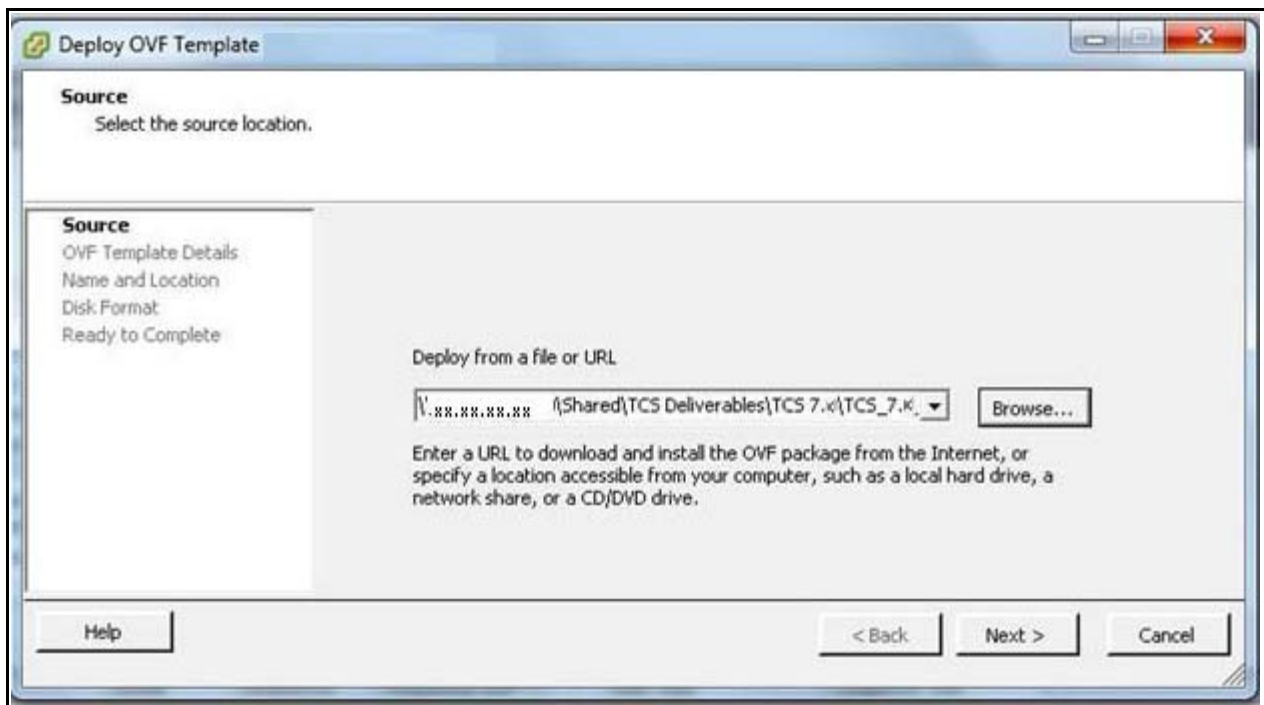 Deploy OVF Template
Source
Select the source location.
Source
OVF Template Details
Name and Location
Disk Format
Ready to Complete
Deploy from a file or URL
\\.xx.xx.xx.xx \Shared\TCS Deliverables\TCS 7.x\TCS_7.x_
Browse...
Enter a URL to download and install the OVF package from the Internet, or
specify a location accessible from your computer, such as a local hard drive, a
network share, or a CD/DVD drive.
Help
< Back
Next >
Cancel